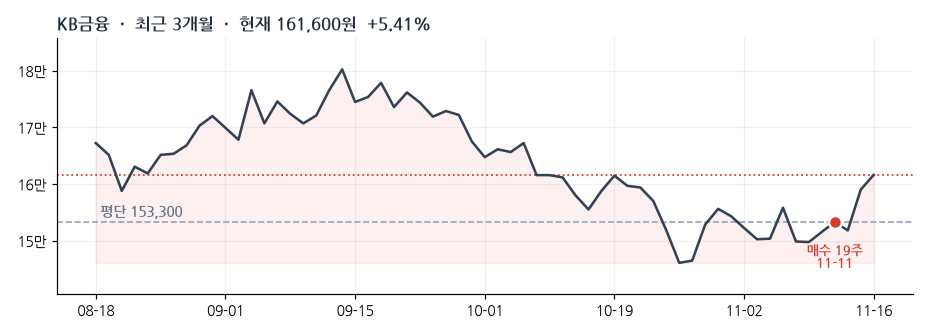 KB금융 · 최근 3개월 · 현재 161,600원 +5.41%
18만
17만
16만
15만
평단 153,300
매수 19주
11-11
08-18 09-01 09-15 10-01 10-19 11-02 11-16